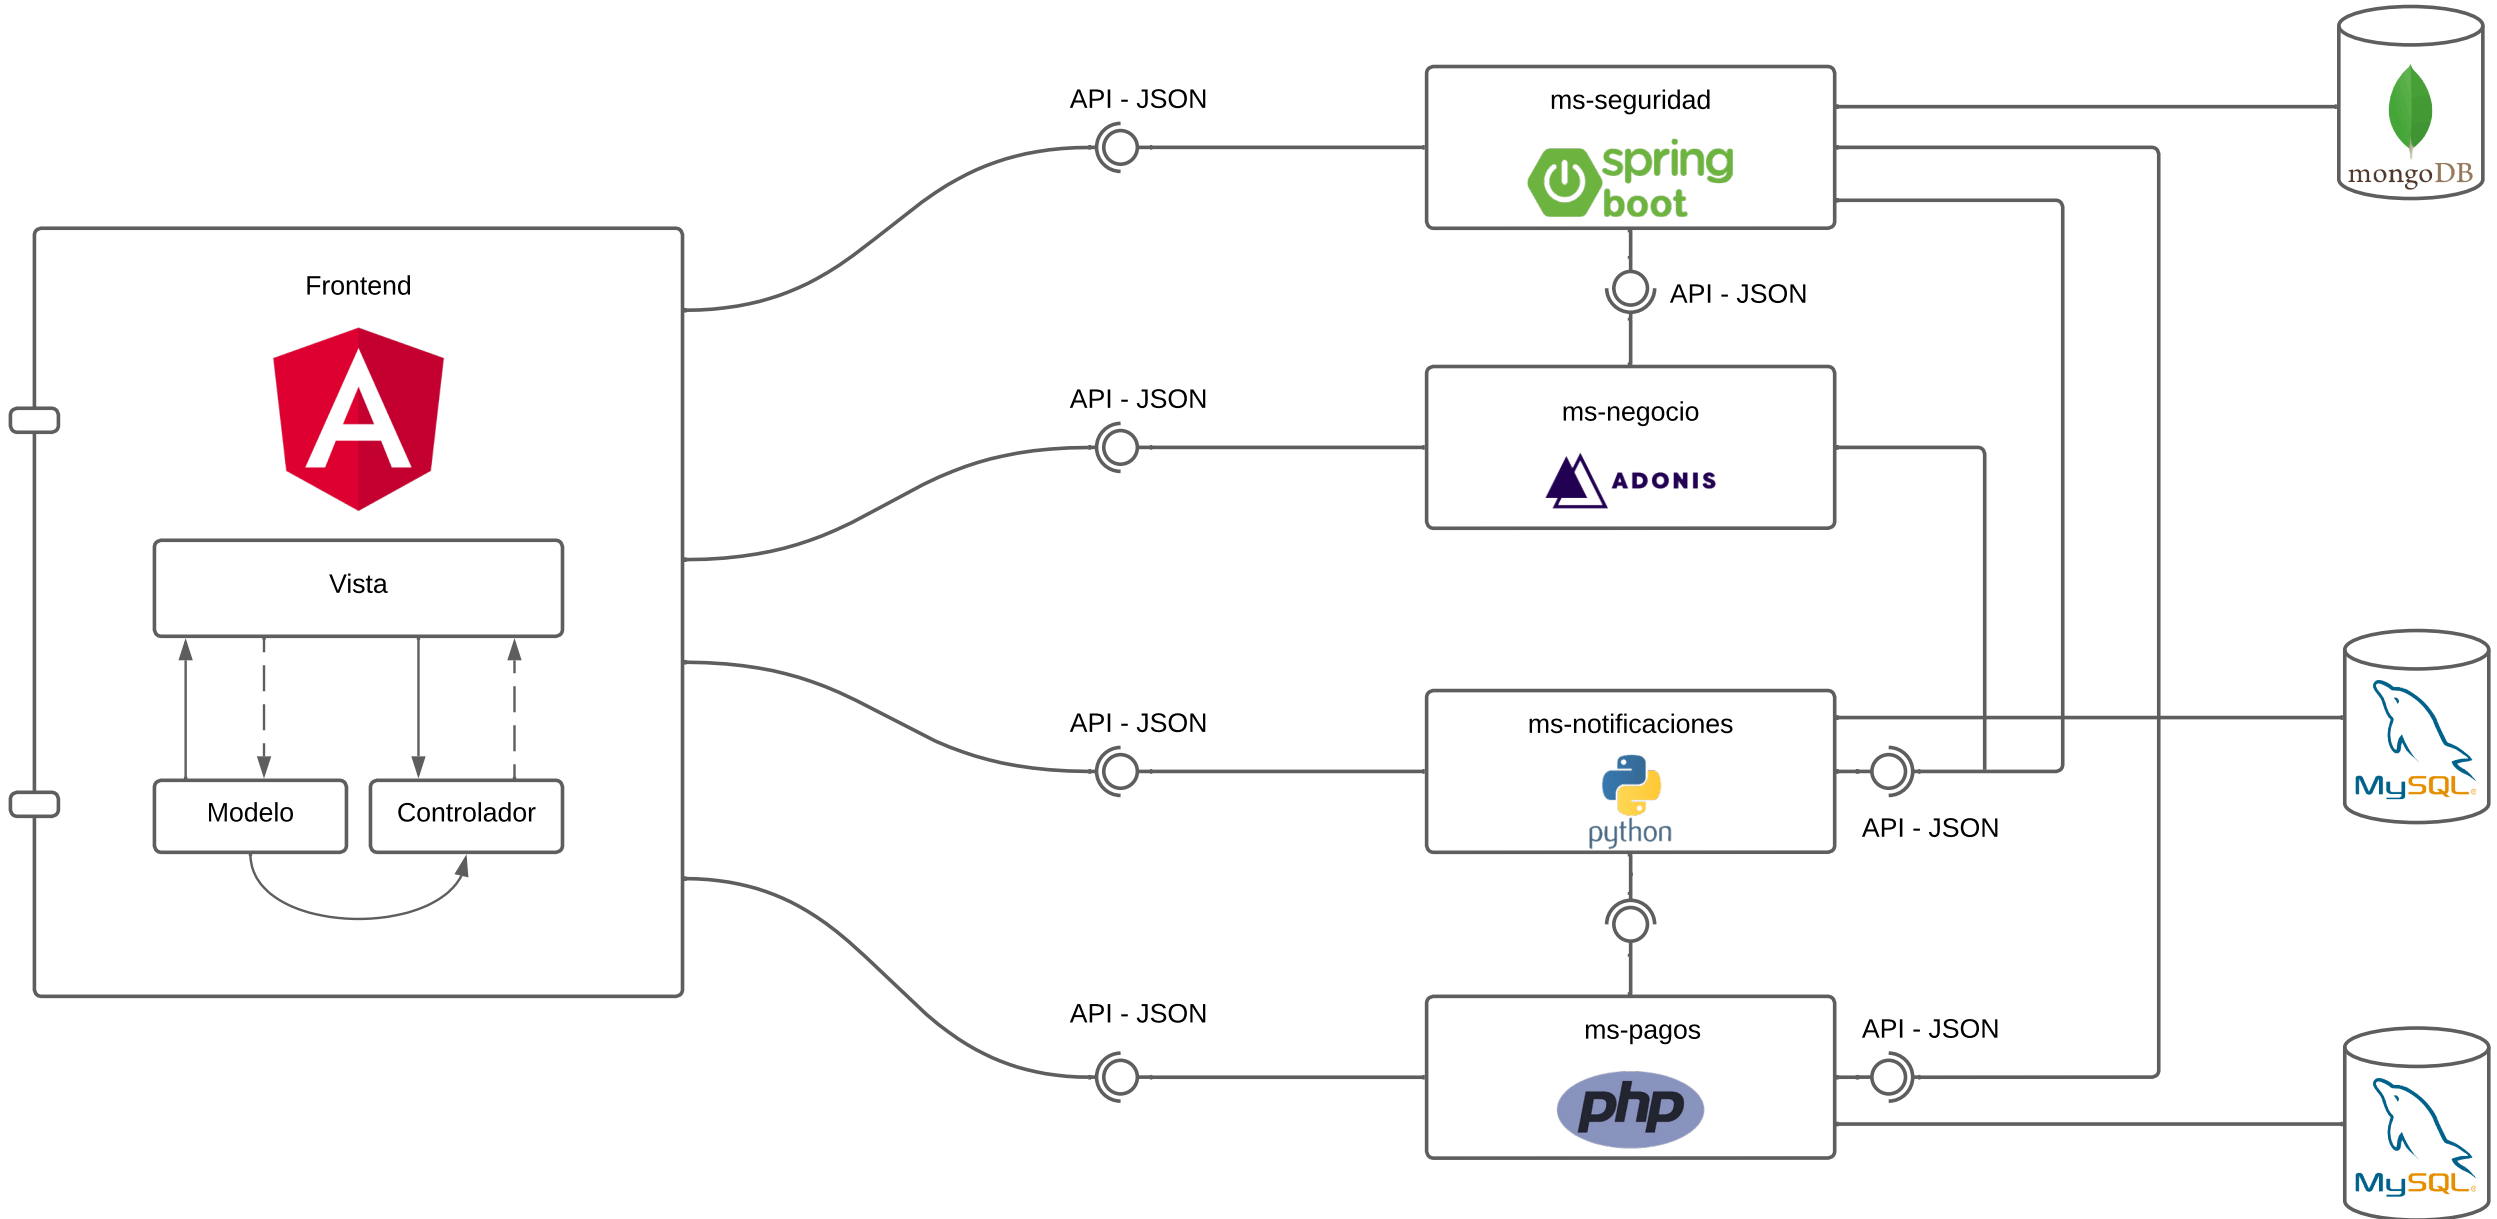 Frontend
Vista
Modelo
Controlador
API - JSON
API - JSON
API - JSON
API - JSON
ms-seguridad
spring
boot
API - JSON
ms-negocio
ADONIS
ms-notificaciones
python
API - JSON
ms-pagos
php
API - JSON
mongoDB
MySQL
MySQL